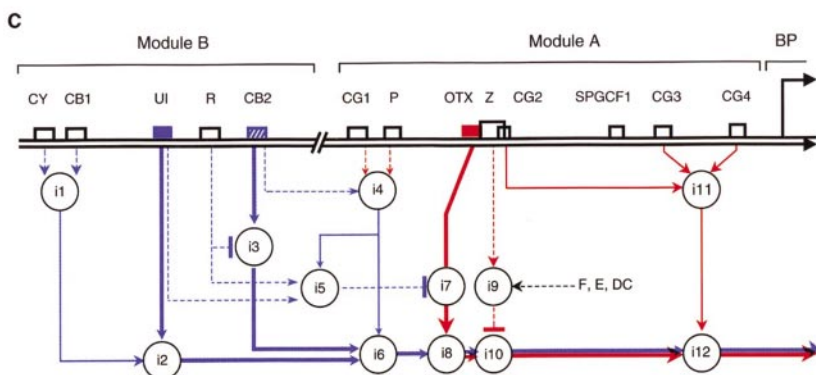 C
Module B Module A BP
CY CB1 UI R CB2 CG1 P OTX Z CG2 SPGCF1 CG3 CG4
i1 i4 i11
i3
i5 i7 i9 F, E, DC
i2 i6 i8 i10 i12